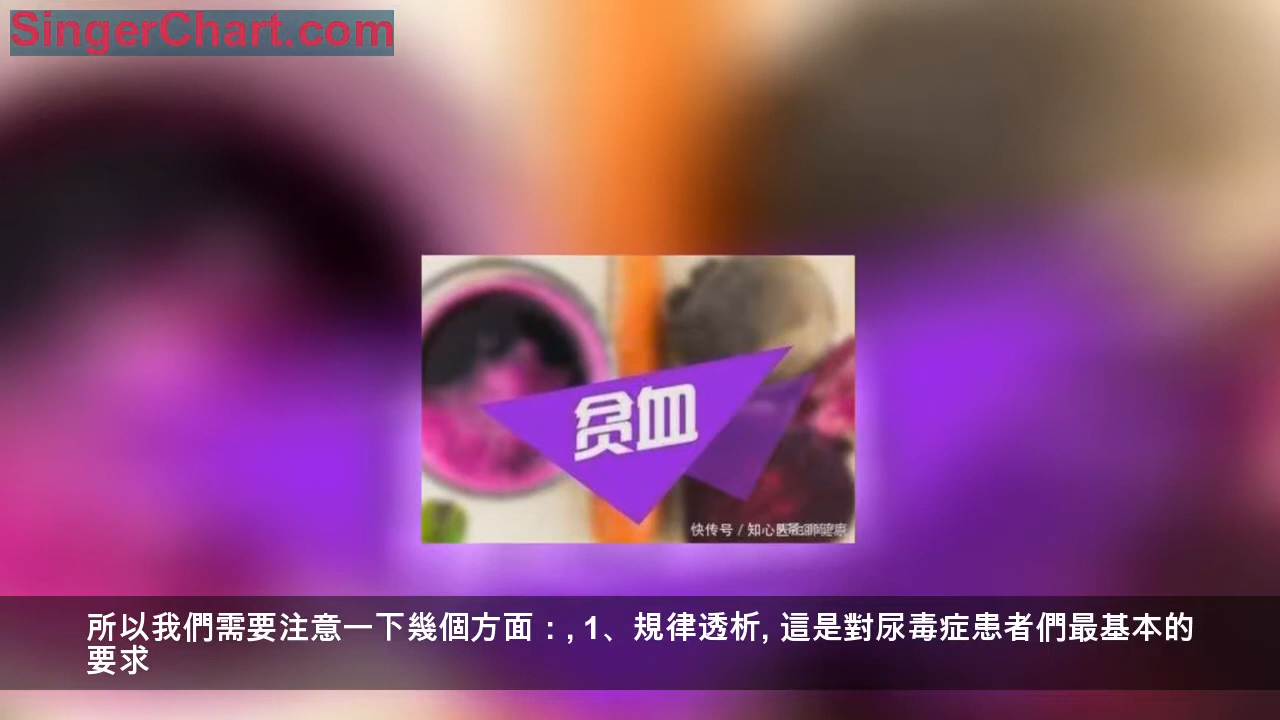 SingerChart.com
贫血
快传号 / 知心医
所以我們需要注意一下幾個方面：, 1、規律透析, 這是對尿毒症患者們最基本的
要求